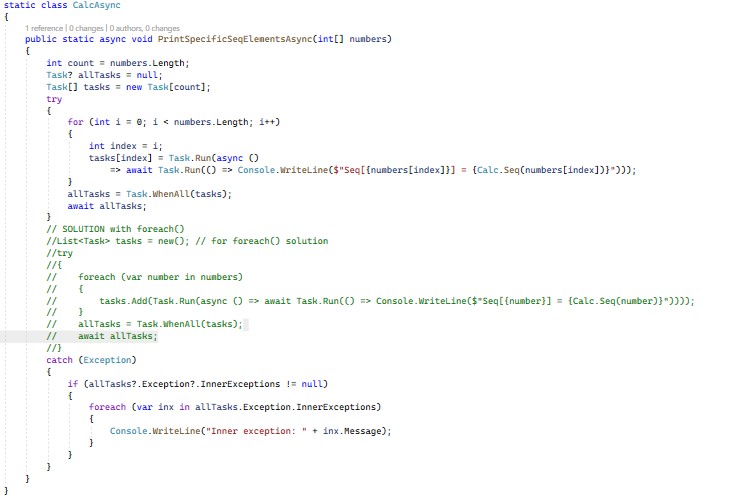 static class CalcAsync
{
1 reference | 0 changes | 0 authors, 0 changes
public static async void PrintSpecificSeqElementsAsync(int[] numbers)
{
int count = numbers.Length;
Task? allTasks = null;
Task[] tasks = new Task[count];
try
{
for (int i = 0; i < numbers.Length; i++)
{
int index = i;
tasks[index] = Task.Run(async ()
=> await Task.Run(() => Console.WriteLine($"Seq[{numbers[index]}] = {Calc.Seq(numbers[index])}")));
}
allTasks = Task.WhenAll(tasks);
await allTasks;
}
// SOLUTION with foreach()
//List<Task> tasks = new(); // for foreach() solution
//try
//{
//    foreach (var number in numbers)
//    {
//        tasks.Add(Task.Run(async () => await Task.Run(() => Console.WriteLine($"Seq[{number}] = {Calc.Seq(number)}"))));
//    }
//    allTasks = Task.WhenAll(tasks);
//    await allTasks;
//}
catch (Exception)
{
if (allTasks?.Exception?.InnerExceptions != null)
{
foreach (var inx in allTasks.Exception.InnerExceptions)
{
Console.WriteLine("Inner exception: " + inx.Message);
}
}
}
}
}